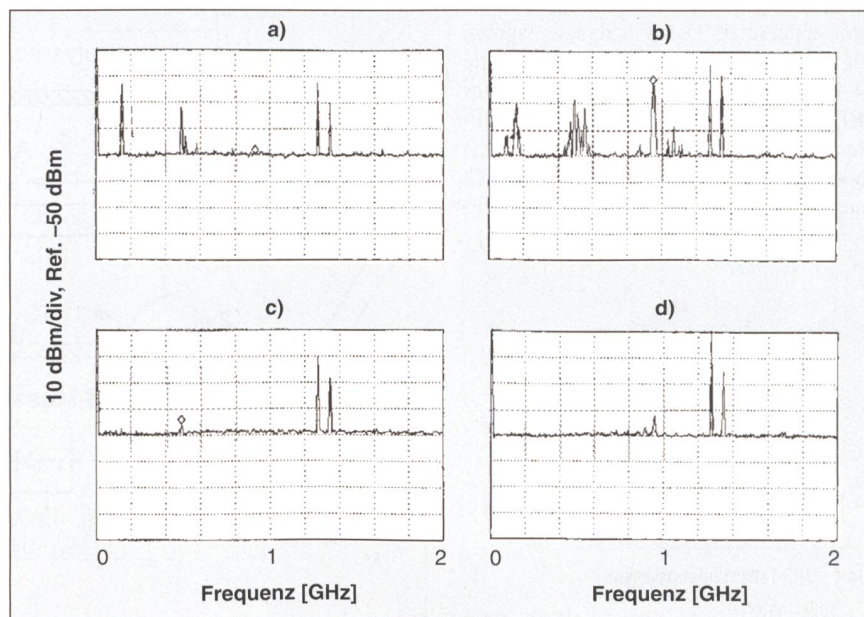 a)
b)
10 dBm/div, Ref. –50 dBm
c)
d)
0
1
2
0
1
2
Frequenz [GHz]
Frequenz [GHz]